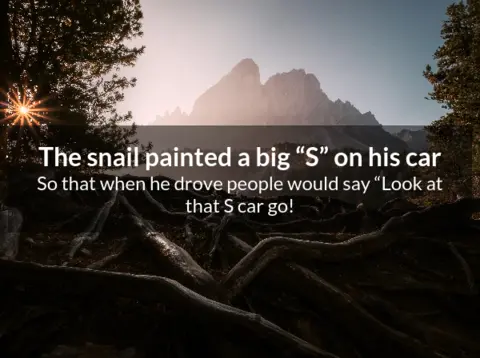 The snail painted a big “S” on his car
So that when he drove people would say “Look at
that S car go!